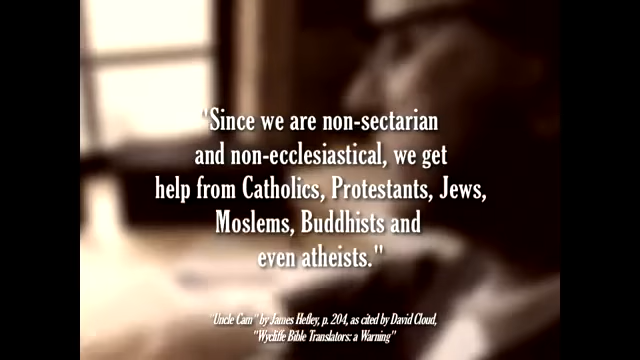 "Since we are non-sectarian
and non-ecclesiastical, we get
help from Catholics, Protestants, Jews,
Moslems, Buddhists and
even atheists."
"Uncle Cam" by James Hefley, p. 204, as cited by David Cloud,
"Wycliffe Bible Translators: a Warning"